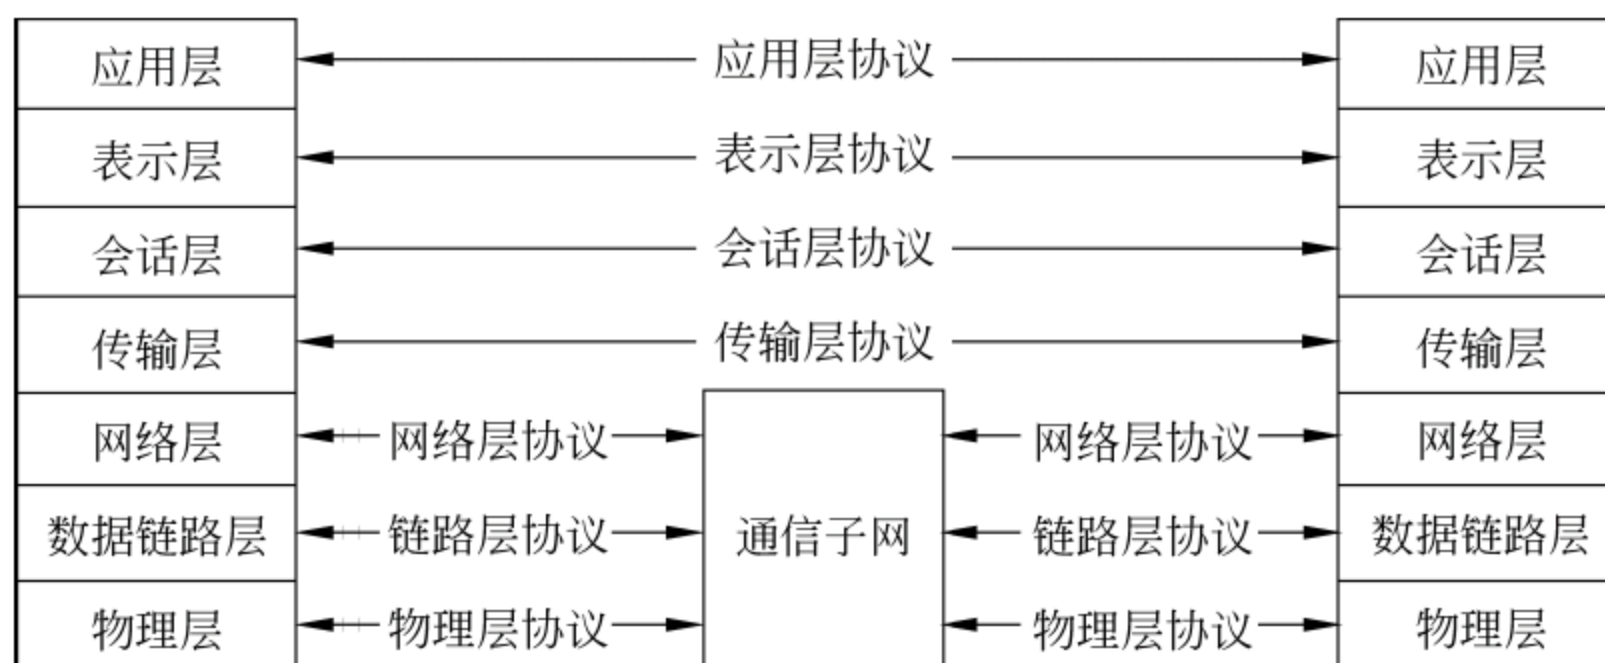 应用层 应用层协议 应用层
表示层 表示层协议 表示层
会话层 会话层协议 会话层
传输层 传输层协议 传输层
网络层 网络层协议 网络层协议 网络层
数据链路层 链路层协议 通信子网 链路层协议 数据链路层
物理层 物理层协议 物理层协议 物理层